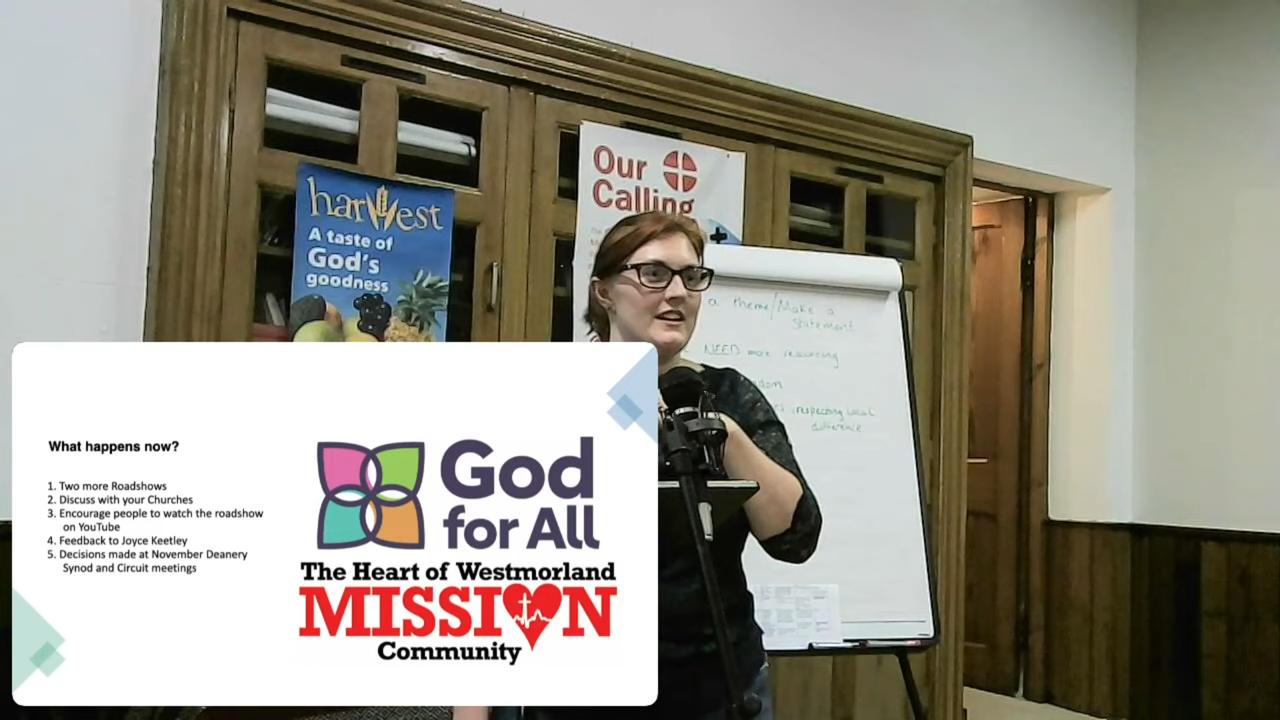 harvest
A taste of
God's
goodness
Our
Calling
a theme/Make a
statement
NEED more resourcing
respecting local
difference
What happens now?
1. Two more Roadshows
2. Discuss with your Churches
3. Encourage people to watch the roadshow
on YouTube
4. Feedback to Joyce Keetley
5. Decisions made at November Deanery
Synod and Circuit meetings
God
for All
The Heart of Westmorland
MISSION
Community